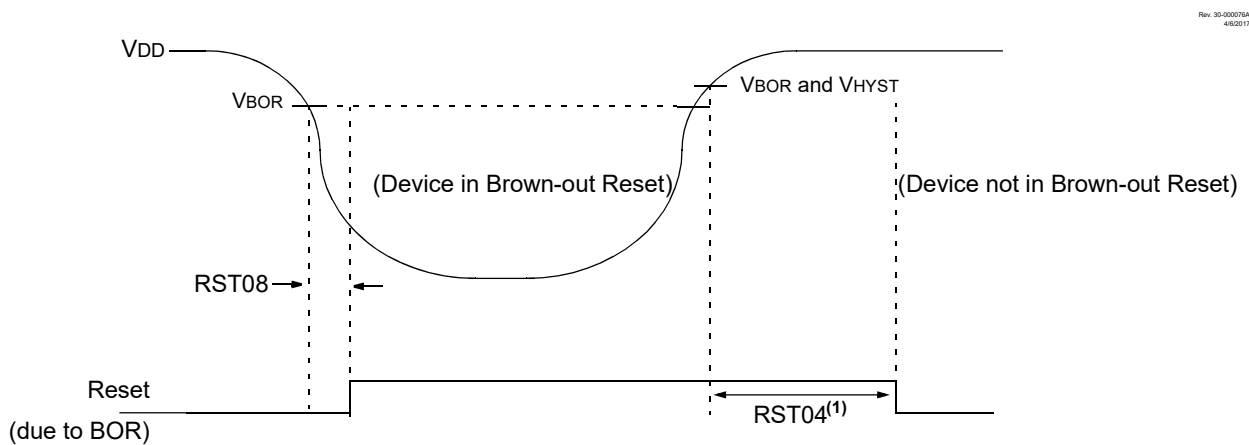 Rev. 30-000076A
4/6/2017
VDD
VBOR
VBOR and VHYST
(Device in Brown-out Reset)
(Device not in Brown-out Reset)
RST08
Reset
(due to BOR)
RST04(1)